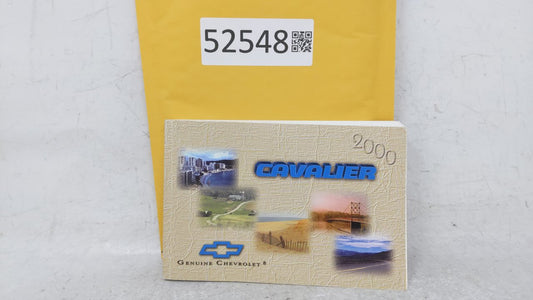 52548
2000
CAVALIER
GENUINE CHEVROLET®